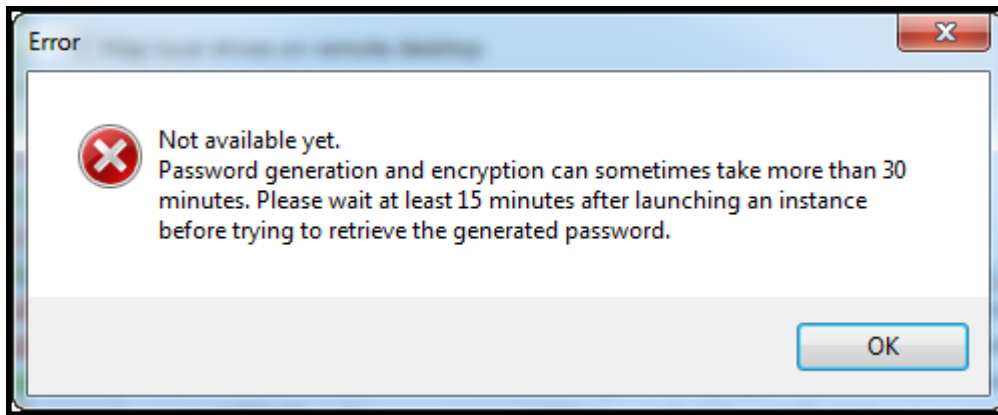 Error
Not available yet.
Password generation and encryption can sometimes take more than 30
minutes. Please wait at least 15 minutes after launching an instance
before trying to retrieve the generated password.
OK